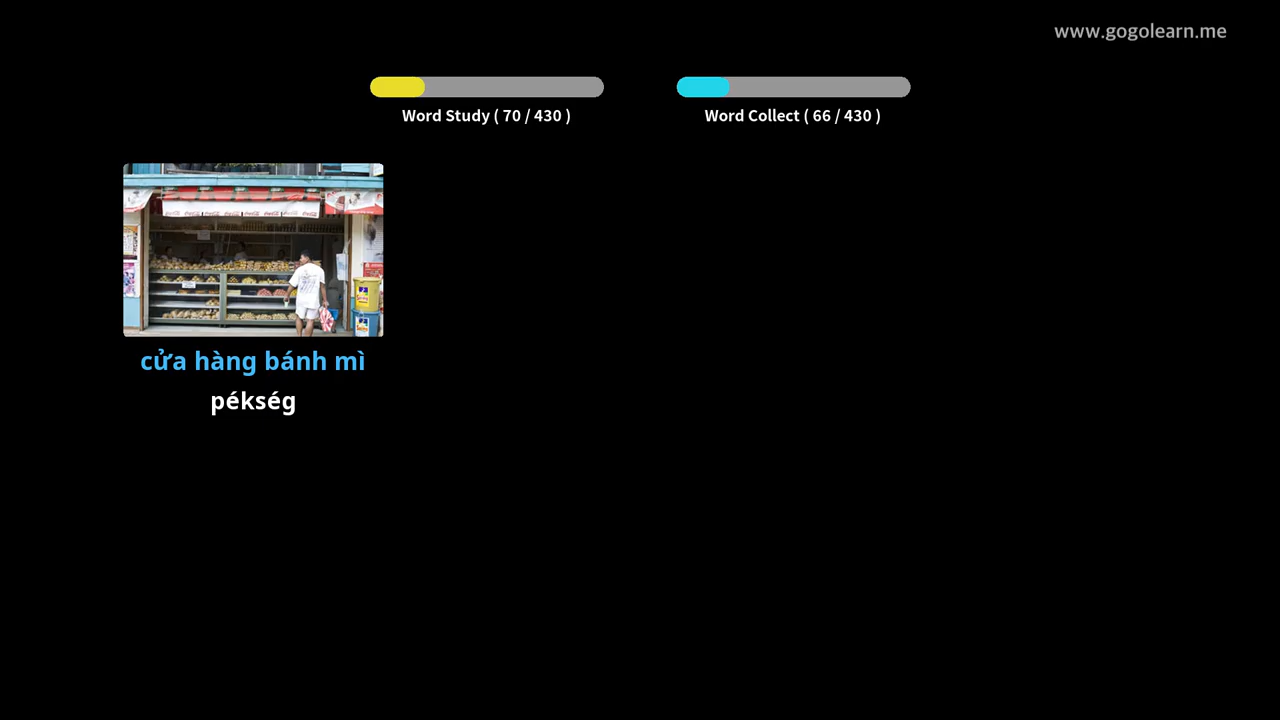 www.gogolearn.me
Word Study ( 70 / 430 )
Word Collect ( 66 / 430 )
cửa hàng bánh mì
pékség